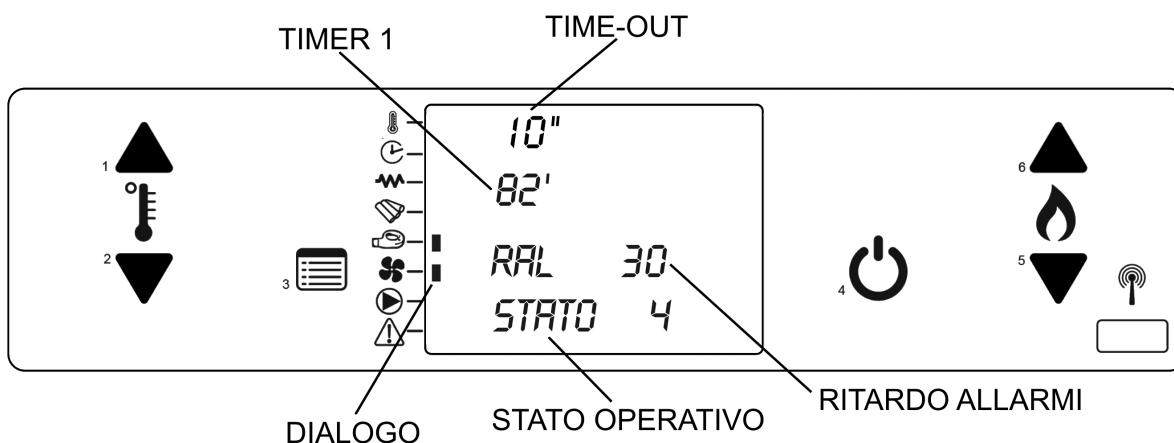 TIMER 1
TIME-OUT
10"
1
6
82'
2
3
RAL 30
4
5
STATO 4
DIALOGO
STATO OPERATIVO
RITARDO ALLARMI